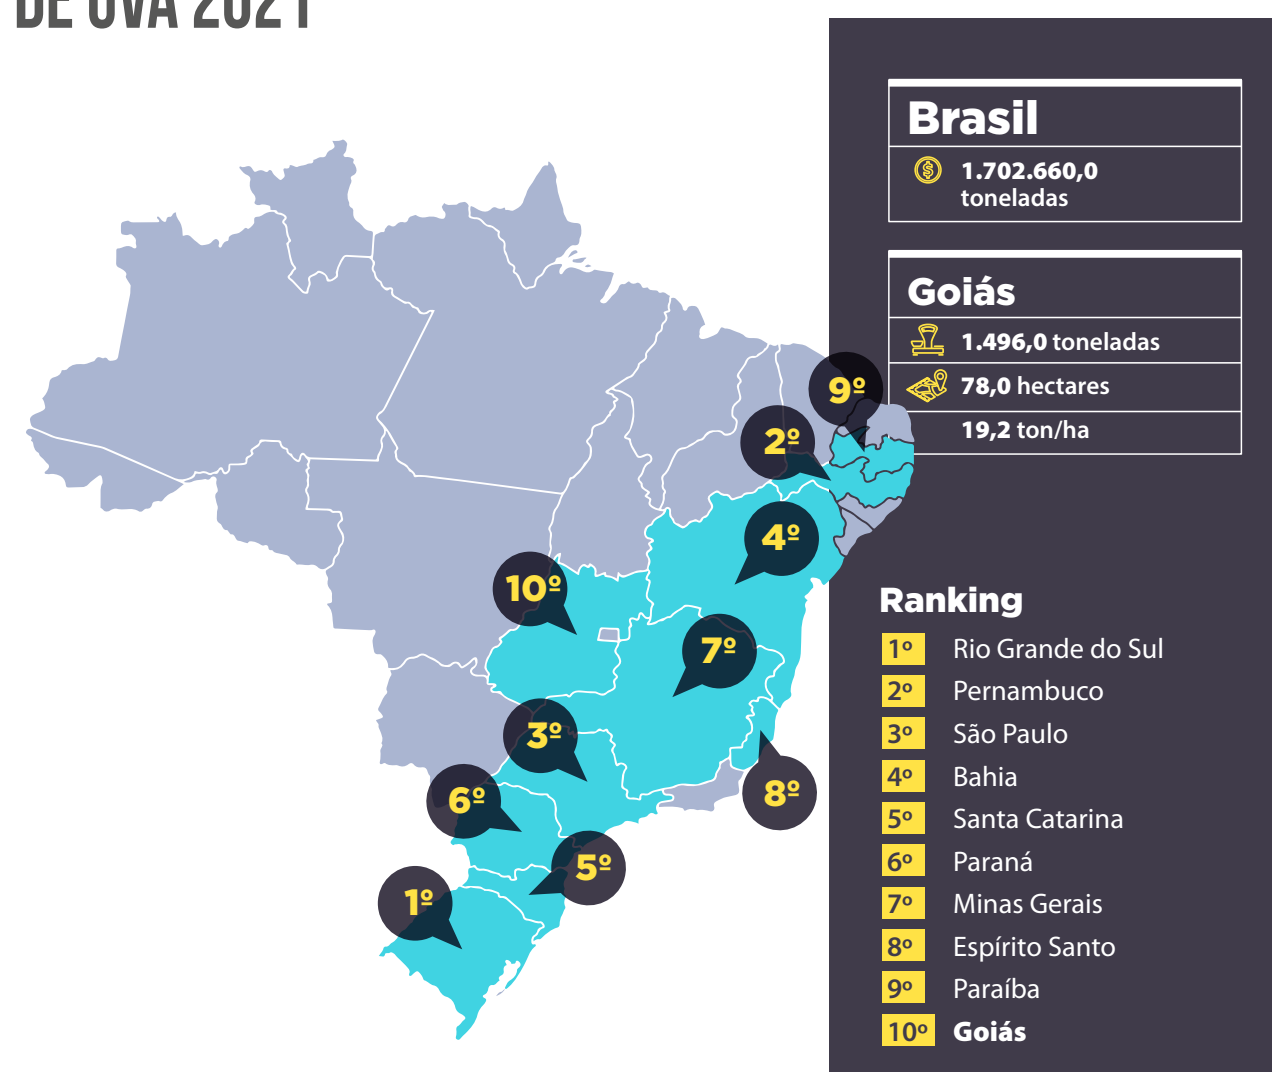 DE UVA 2021
Brasil
1.702.660,0
toneladas
Goiás
1.496,0 toneladas
78,0 hectares
19,2 ton/ha
9º
2º
4º
10º
7º
3º
8º
6º
5º
1º
Ranking
1º Rio Grande do Sul
2º Pernambuco
3º São Paulo
4º Bahia
5º Santa Catarina
6º Paraná
7º Minas Gerais
8º Espírito Santo
9º Paraíba
10º Goiás